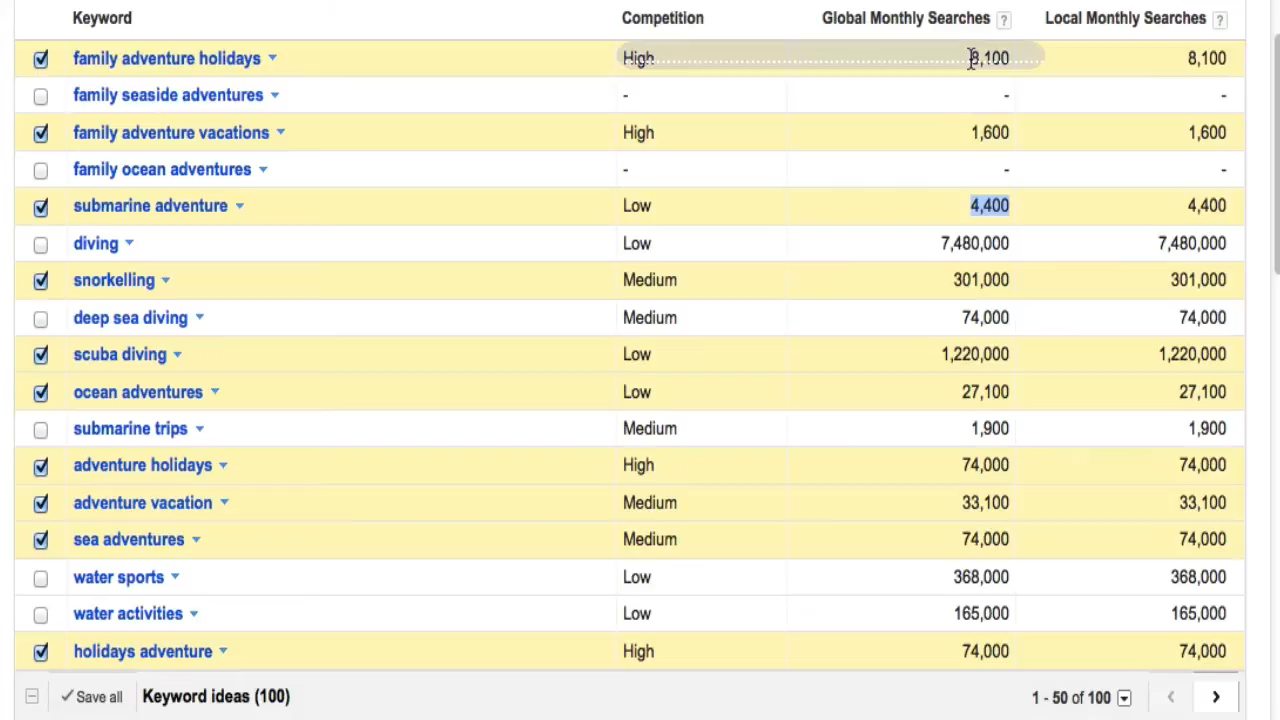 Keyword Competition Global Monthly Searches ? Local Monthly Searches ?
family adventure holidays High 8,100 8,100
family seaside adventures - - -
family adventure vacations High 1,600 1,600
family ocean adventures - - -
submarine adventure Low 4,400 4,400
diving Low 7,480,000 7,480,000
snorkelling Medium 301,000 301,000
deep sea diving Medium 74,000 74,000
scuba diving Low 1,220,000 1,220,000
ocean adventures Low 27,100 27,100
submarine trips Medium 1,900 1,900
adventure holidays High 74,000 74,000
adventure vacation Medium 33,100 33,100
sea adventures Medium 74,000 74,000
water sports Low 368,000 368,000
water activities Low 165,000 165,000
holidays adventure High 74,000 74,000
Save all Keyword ideas (100) 1 - 50 of 100